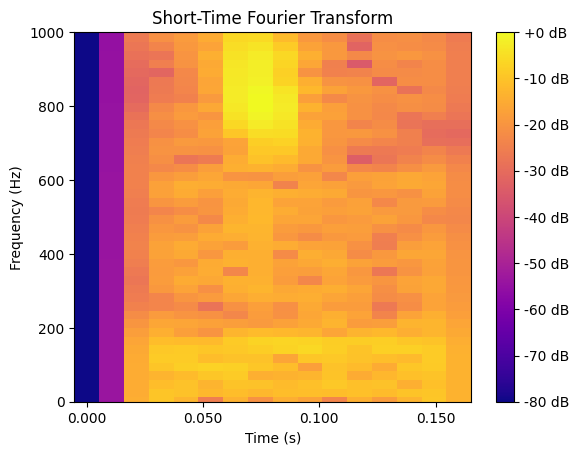 Short-Time Fourier Transform
Frequency (Hz)
1000
800
600
400
200
0
0.000
0.050
0.100
0.150
Time (s)
+0 dB
-10 dB
-20 dB
-30 dB
-40 dB
-50 dB
-60 dB
-70 dB
-80 dB